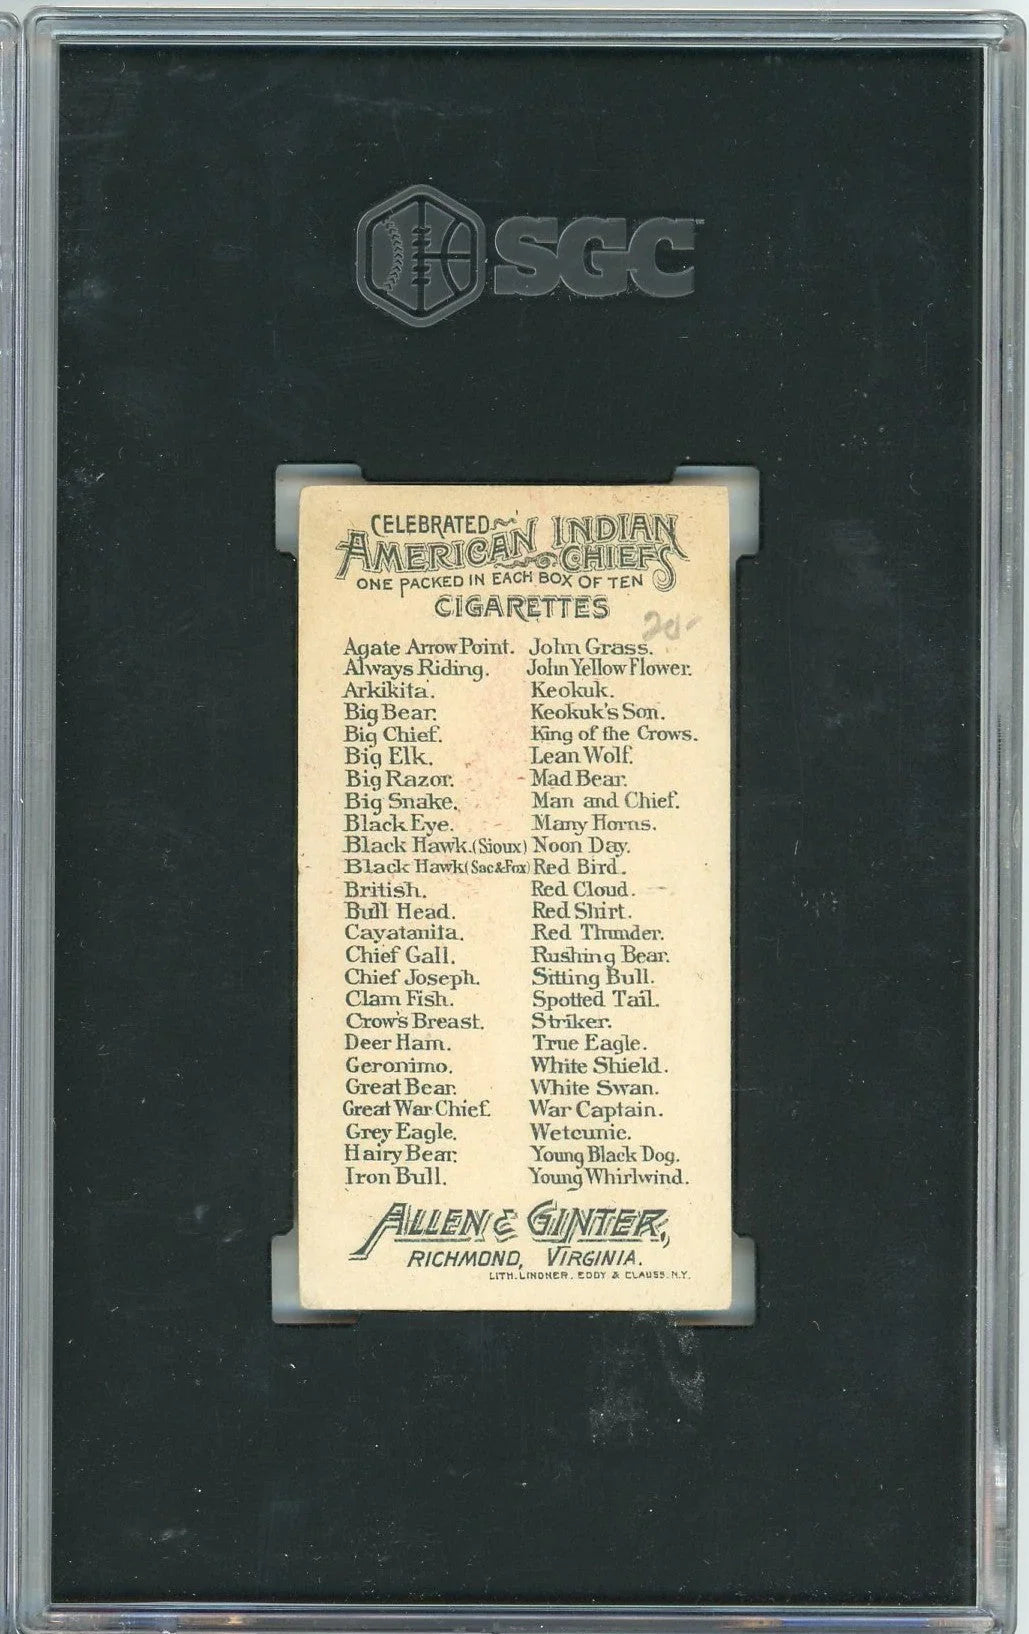 SGC
CELEBRATED
AMERICAN INDIAN
CHIEFS
ONE PACKED IN EACH BOX OF TEN
CIGARETTES
20-
Agate Arrow Point. John Grass.
Always Riding. John Yellow Flower.
Arkikita. Keokuk.
Big Bear. Keokuk's Son.
Big Chief. King of the Crows.
Big Elk. Lean Wolf.
Big Razor. Mad Bear.
Big Snake. Man and Chief.
Black Eye. Many Horns.
Black Hawk.(Sioux) Noon Day.
Black Hawk(Sac&Fox) Red Bird.
British. Red Cloud.
Bull Head. Red Shirt.
Cayatanita. Red Thunder.
Chief Gall. Rushing Bear.
Chief Joseph. Sitting Bull.
Clam Fish. Spotted Tail.
Crow's Breast. Striker.
Deer Ham. True Eagle.
Geronimo. White Shield.
Great Bear. White Swan.
Great War Chief. War Captain.
Grey Eagle. Wetcunie.
Hairy Bear. Young Black Dog.
Iron Bull. Young Whirlwind.
ALLEN & GINTER,
RICHMOND, VIRGINIA.
LITH. LINDNER, EDDY & CLAUSS. N.Y.